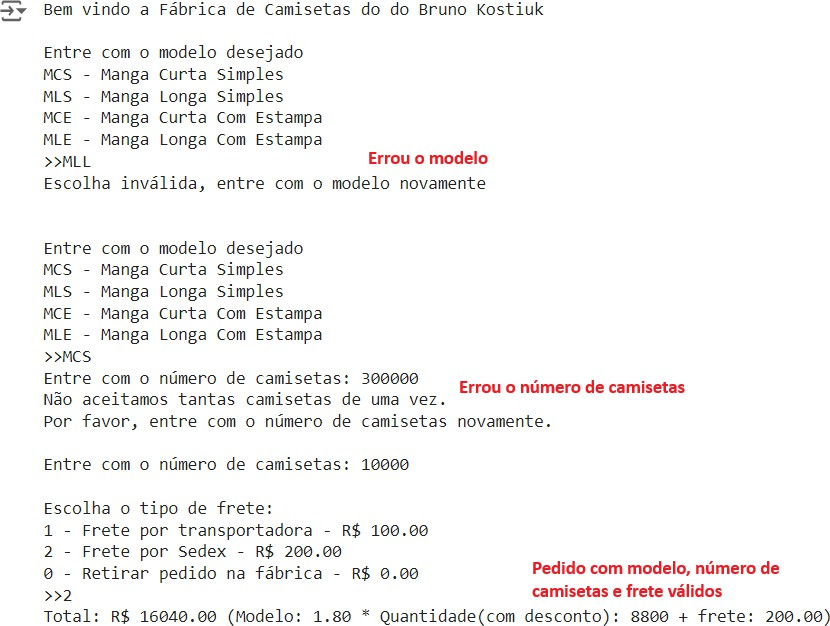 Bem vindo a Fábrica de Camisetas do do Bruno Kostiuk
Entre com o modelo desejado
MCS - Manga Curta Simples
MLS - Manga Longa Simples
MCE - Manga Curta Com Estampa
MLE - Manga Longa Com Estampa
>>MLL
Errou o modelo
Escolha inválida, entre com o modelo novamente
Entre com o modelo desejado
MCS - Manga Curta Simples
MLS - Manga Longa Simples
MCE - Manga Curta Com Estampa
MLE - Manga Longa Com Estampa
>>MCS
Entre com o número de camisetas: 300000
Errou o número de camisetas
Não aceitamos tantas camisetas de uma vez.
Por favor, entre com o número de camisetas novamente.
Entre com o número de camisetas: 10000
Escolha o tipo de frete:
1 - Frete por transportadora - R$ 100.00
2 - Frete por Sedex - R$ 200.00
0 - Retirar pedido na fábrica - R$ 0.00
Pedido com modelo, número de
camisetas e frete válidos
>>2
Total: R$ 16040.00 (Modelo: 1.80 * Quantidade(com desconto): 8800 + frete: 200.00)